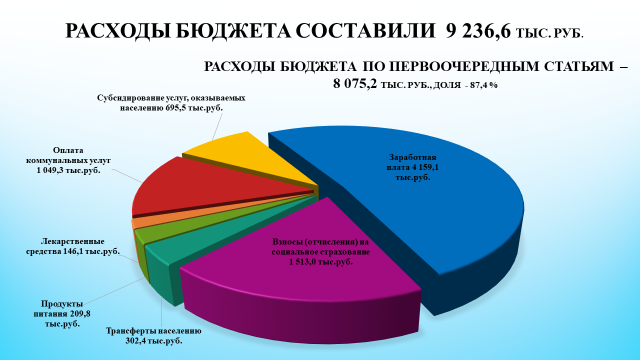 РАСХОДЫ БЮДЖЕТА СОСТАВИЛИ 9 236,6 ТЫС. РУБ.
РАСХОДЫ БЮДЖЕТА ПО ПЕРВООЧЕРЕДНЫМ СТАТЬЯМ –
8 075,2 ТЫС. РУБ., ДОЛЯ - 87,4 %
Субсидирование услуг, оказываемых
населению 695,5 тыс.руб.
Заработная
плата 4 159,1
тыс.руб.
Оплата
коммунальных услуг
1 049,3 тыс.руб.
Лекарственные
средства 146,1 тыс.руб.
Взносы (отчисления) на
социальное страхование
1 513,0 тыс.руб.
Продукты
питания 209,8
тыс.руб.
Трансферты населению
302,4 тыс.руб.